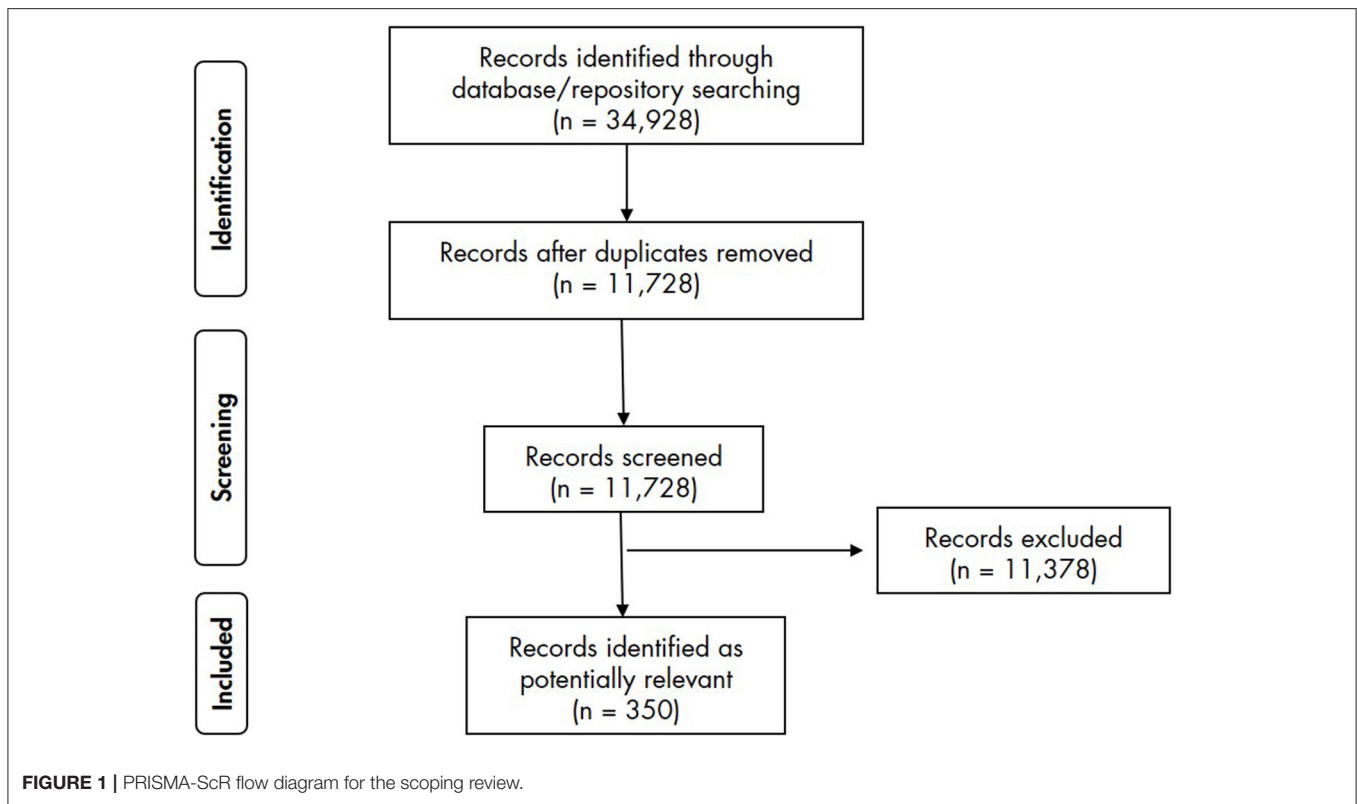 Identification
Records identified through
database/repository searching
(n = 34,928)
Records after duplicates removed
(n = 11,728)
Screening
Records screened
(n = 11,728)
Records excluded
(n = 11,378)
Included
Records identified as
potentially relevant
(n = 350)
FIGURE 1 | PRISMA-ScR flow diagram for the scoping review.